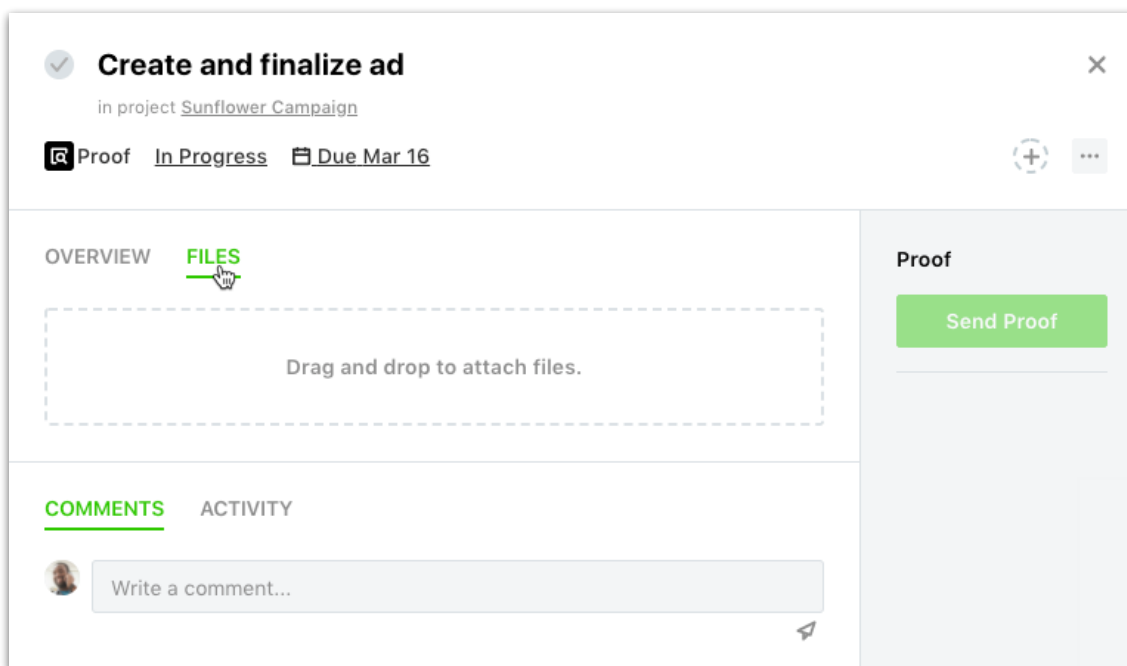 Create and finalize ad
in project Sunflower Campaign
Proof In Progress Due Mar 16
OVERVIEW FILES
Proof
Send Proof
Drag and drop to attach files.
COMMENTS ACTIVITY
Write a comment...